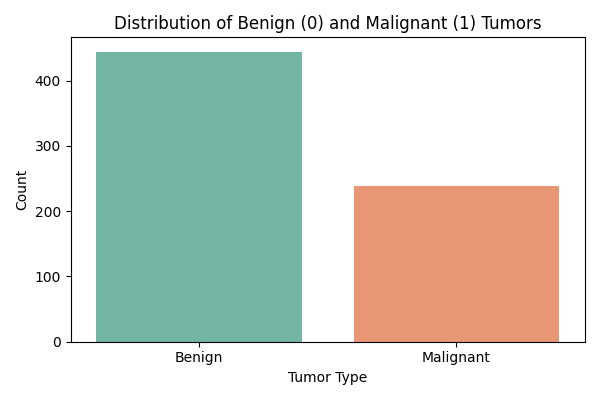 Distribution of Benign (0) and Malignant (1) Tumors
400
300
200
100
0
Count
Benign
Malignant
Tumor Type